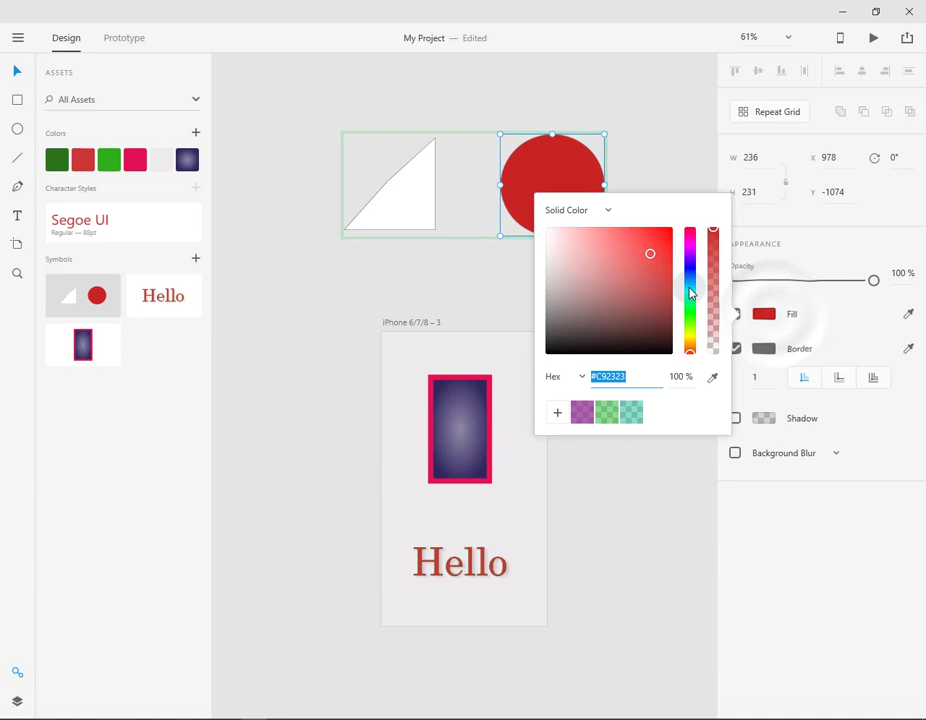 Design
Prototype
My Project — Edited
61%
ASSETS
All Assets
Repeat Grid
Colors
W 236
X 978
0°
Character Styles
H 231
Y -1074
Segoe UI
Regular — 88pt
Solid Color
APPEARANCE
Symbols
Opacity
100 %
Hello
Fill
iPhone 6/7/8 – 3
Border
Hex
#C92323
100 %
1
Shadow
Background Blur
Hello